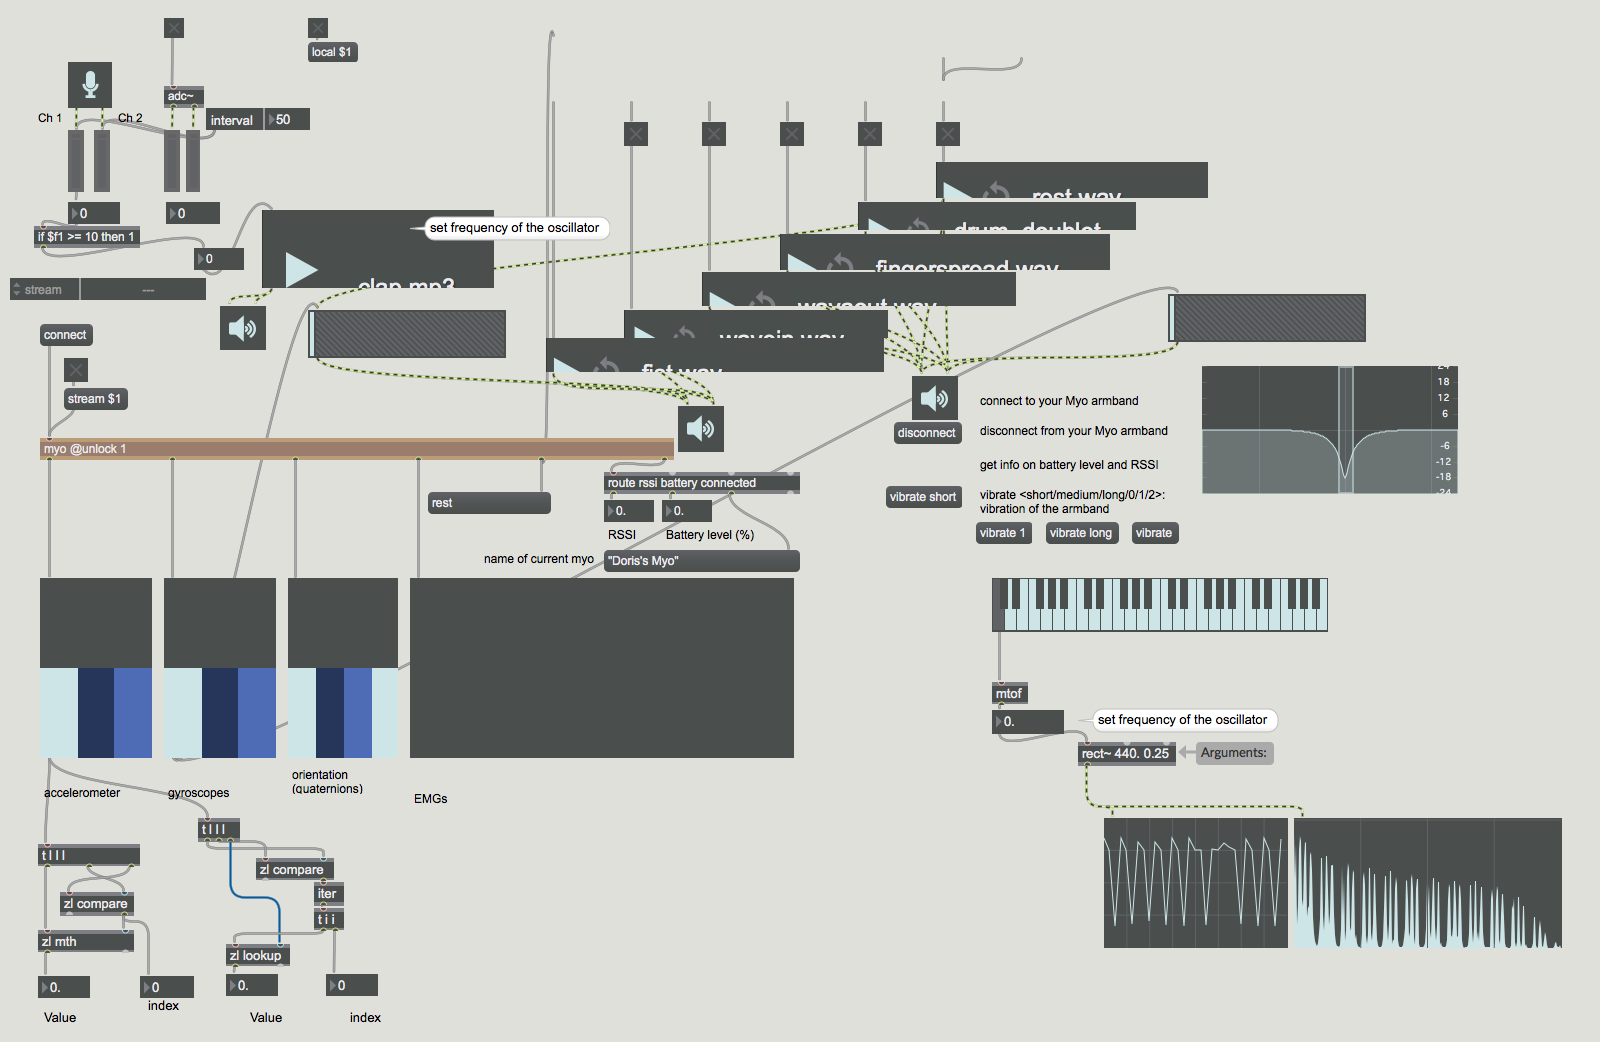 local $1
adc~
Ch 1
Ch 2
interval
50
0
0
if $f1 >= 10 then 1
0
stream
---
clap.mp3
set frequency of the oscillator
rest.wav
drum_doublet
fingerspread.wav
waveout.wav
wavein.wav
fist.wav
connect
stream $1
myo @unlock 1
disconnect
connect to your Myo armband
disconnect from your Myo armband
get info on battery level and RSSI
vibrate short
vibrate <short/medium/long/0/1/2>:
vibration of the armband
vibrate 1
vibrate long
vibrate
24
18
12
6
-6
-12
-18
-24
rest
route rssi battery connected
0.
0.
RSSI
Battery level (%)
name of current myo
"Doris's Myo"
accelerometer
gyroscopes
orientation
(quaternions)
EMGs
mtof
0.
set frequency of the oscillator
rect~ 440. 0.25
Arguments:
t l l l
t l l l
zl compare
zl compare
iter
t i i
zl mth
zl lookup
0.
0
0.
0
Value
index
Value
index